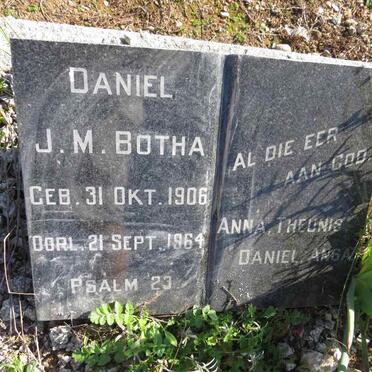 DANIEL
J.M. BOTHA
GEB. 31 OKT. 1906
OORL. 21 SEPT. 1964
PSALM 23
AL DIE EER
AAN GOD
ANNA, THEUNIS
DANIEL,